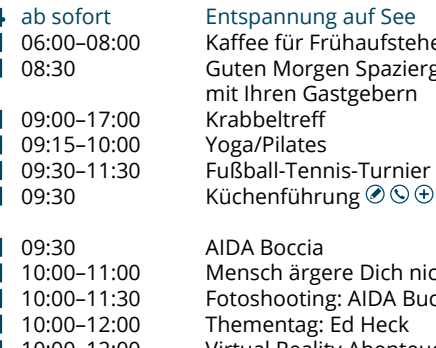 ab sofort Entspannung auf See
06:00–08:00 Kaffee für
08:30 Guten Morgen
mit Ihren Gastgebern
09:00–17:00 Krabbeltreff
09:15–10:00 Yoga/Pilates
09:30–11:30 Fußball-Tennis-Turnier
09:30 Küchenführung
09:30 AIDA Boccia
10:00–11:00 Mensch ärgere Dich
10:00–11:30 Fotoshooting: AIDA
10:00–12:00 Thementag: Ed Heck
Virtual Reality